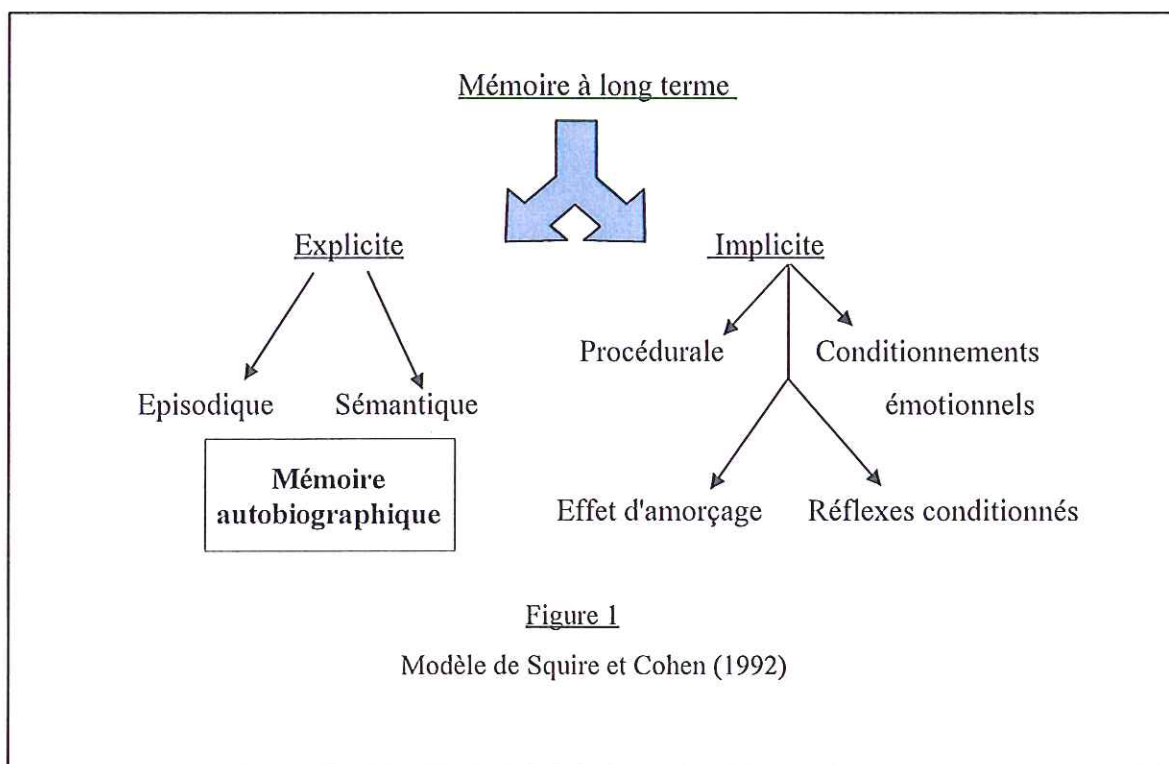 Mémoire à long terme
Explicite
Implicite
Procédurale
Conditionnements
émotionnels
Episodique
Sémantique
Mémoire
autobiographique
Effet d'amorçage
Réflexes conditionnés
Figure 1
Modèle de Squire et Cohen (1992)